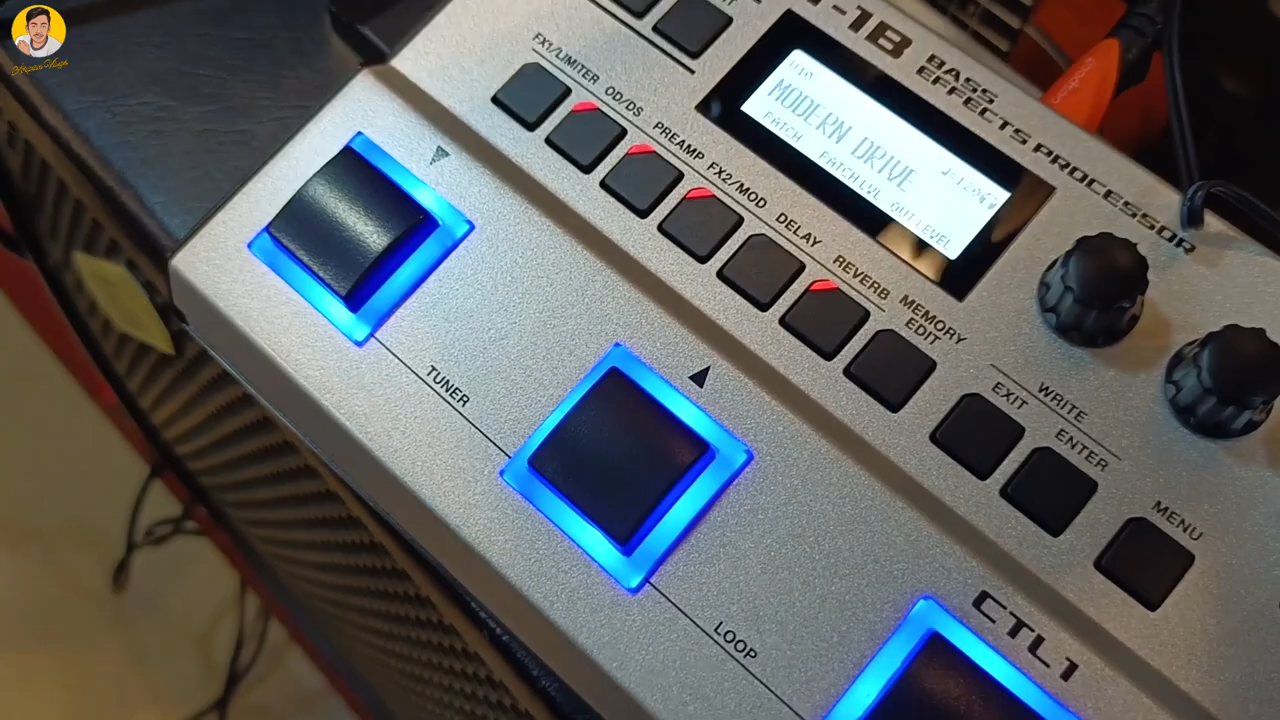 -1B
BASS
EFFECTS PROCESSOR
U10
MODERN DRIVE
PATCH PATCH LVL OUT LEVEL
FX1/LIMITER
OD/DS
PREAMP
FX2/MOD
DELAY
REVERB
MEMORY
EDIT
WRITE
EXIT
ENTER
MENU
TUNER
LOOP
CTL1